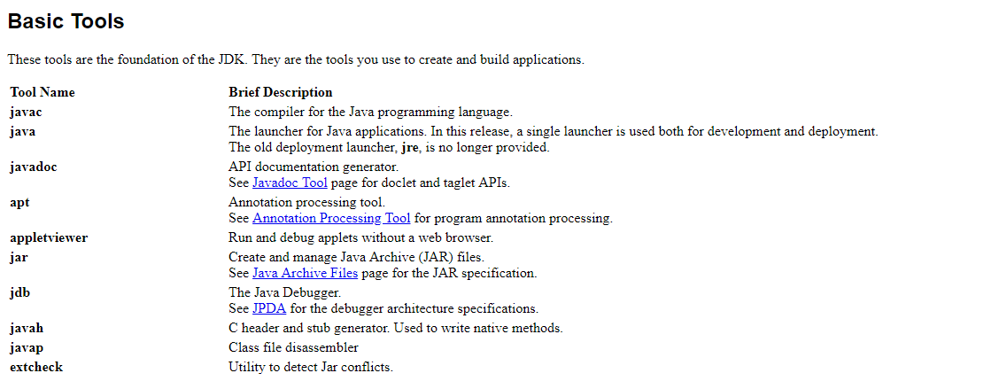 Basic Tools
These tools are the foundation of the JDK. They are the tools you use to create and build applications.
Tool Name Brief Description
javac The compiler for the Java programming language.
java The launcher for Java applications. In this release, a single launcher is used both for development and deployment.
The old deployment launcher, jre, is no longer provided.
javadoc API documentation generator.
See Javadoc Tool page for doclet and taglet APIs.
apt Annotation processing tool.
See Annotation Processing Tool for program annotation processing.
appletviewer Run and debug applets without a web browser.
jar Create and manage Java Archive (JAR) files.
See Java Archive Files page for the JAR specification.
jdb The Java Debugger.
See JPDA for the debugger architecture specifications.
javah C header and stub generator. Used to write native methods.
javap Class file disassembler
extcheck Utility to detect Jar conflicts.